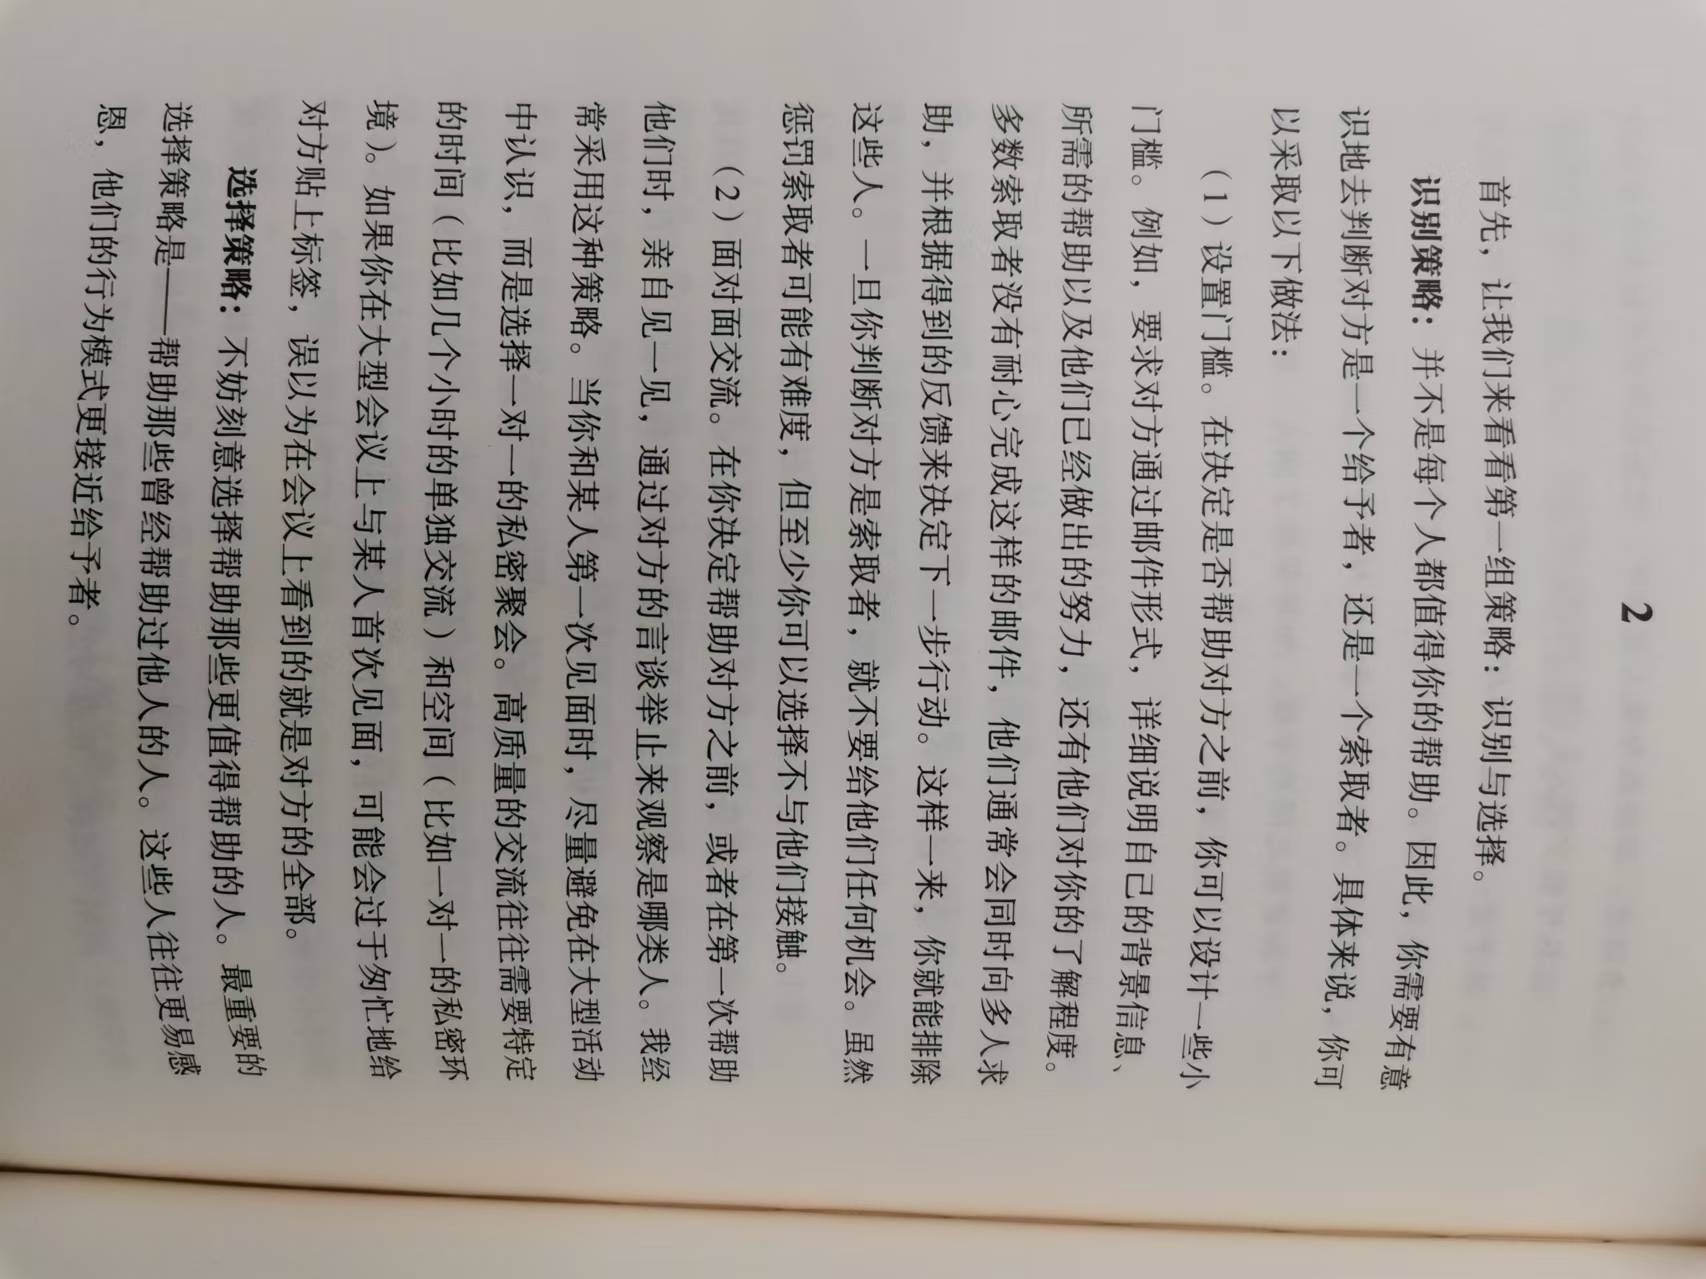 2
首先，让我们来看看第一组策略：识别与选择。
识别策略：并不是每个人都值得你的帮助。因此，你需要有意
识地去判断对方是一个给予者，还是一个索取者。具体来说，你可
以采取以下做法：
（1）设置门槛。在决定是否帮助对方之前，你可以设计一些小
门槛。例如，要求对方通过邮件形式，详细说明自己的背景信息、
所需的帮助以及他们已经做出的努力，还有他们对你的了解程度。
多数索取者没有耐心完成这样的邮件，他们通常会同时向多人求
助，并根据得到的反馈来决定下一步行动。这样一来，你就能排除
这些人。一旦你判断对方是索取者，就不要给他们任何机会。虽然
惩罚索取者可能有难度，但至少你可以选择不与他们接触。
（2）面对面交流。在你决定帮助对方之前，或者在第一次帮助
他们时，亲自见一见，通过对方的言谈举止来观察是哪类人。我经
常采用这种策略。当你和某人第一次见面时，尽量避免在大型活动
中认识，而是选择一对一的私密聚会。高质量的交流往往需要特定
的时间（比如几个小时的单独交流）和空间（比如一对一的私密环
境）。如果你在大型会议上与某人首次见面，可能会过于匆忙地给
对方贴上标签，误以为在会议上看到的就是对方的全部。
选择策略：不妨刻意选择帮助那些更值得帮助的人。最重要的
选择策略是——帮助那些曾经帮助过他人的人。这些人往往更易感
恩，他们的行为模式更接近给予者。